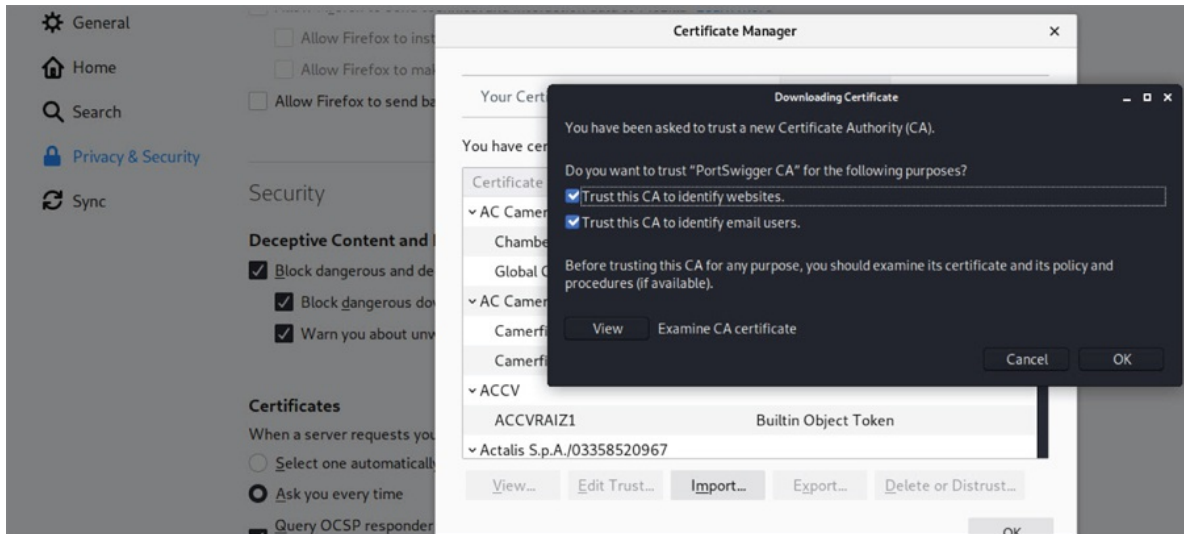 General
Home
Search
Privacy & Security
Sync
Allow Firefox to inst
Allow Firefox to mak
Allow Firefox to send ba
Security
Deceptive Content and
Block dangerous and de
Block dangerous dow
Warn you about unw
Certificates
When a server requests you
Select one automatically
Ask you every time
Query OCSP responder
Certificate Manager
Your Cert
You have cer
Certificate
AC Camer
Chambe
Global C
AC Camer
Camerfi
Camerfi
ACCV
ACCVRAIZ1 Builtin Object Token
Actalis S.p.A./03358520967
View... Edit Trust... Import... Export... Delete or Distrust...
OK
Downloading Certificate
You have been asked to trust a new Certificate Authority (CA).
Do you want to trust “PortSwigger CA” for the following purposes?
Trust this CA to identify websites.
Trust this CA to identify email users.
Before trusting this CA for any purpose, you should examine its certificate and its policy and
procedures (if available).
View Examine CA certificate
Cancel OK